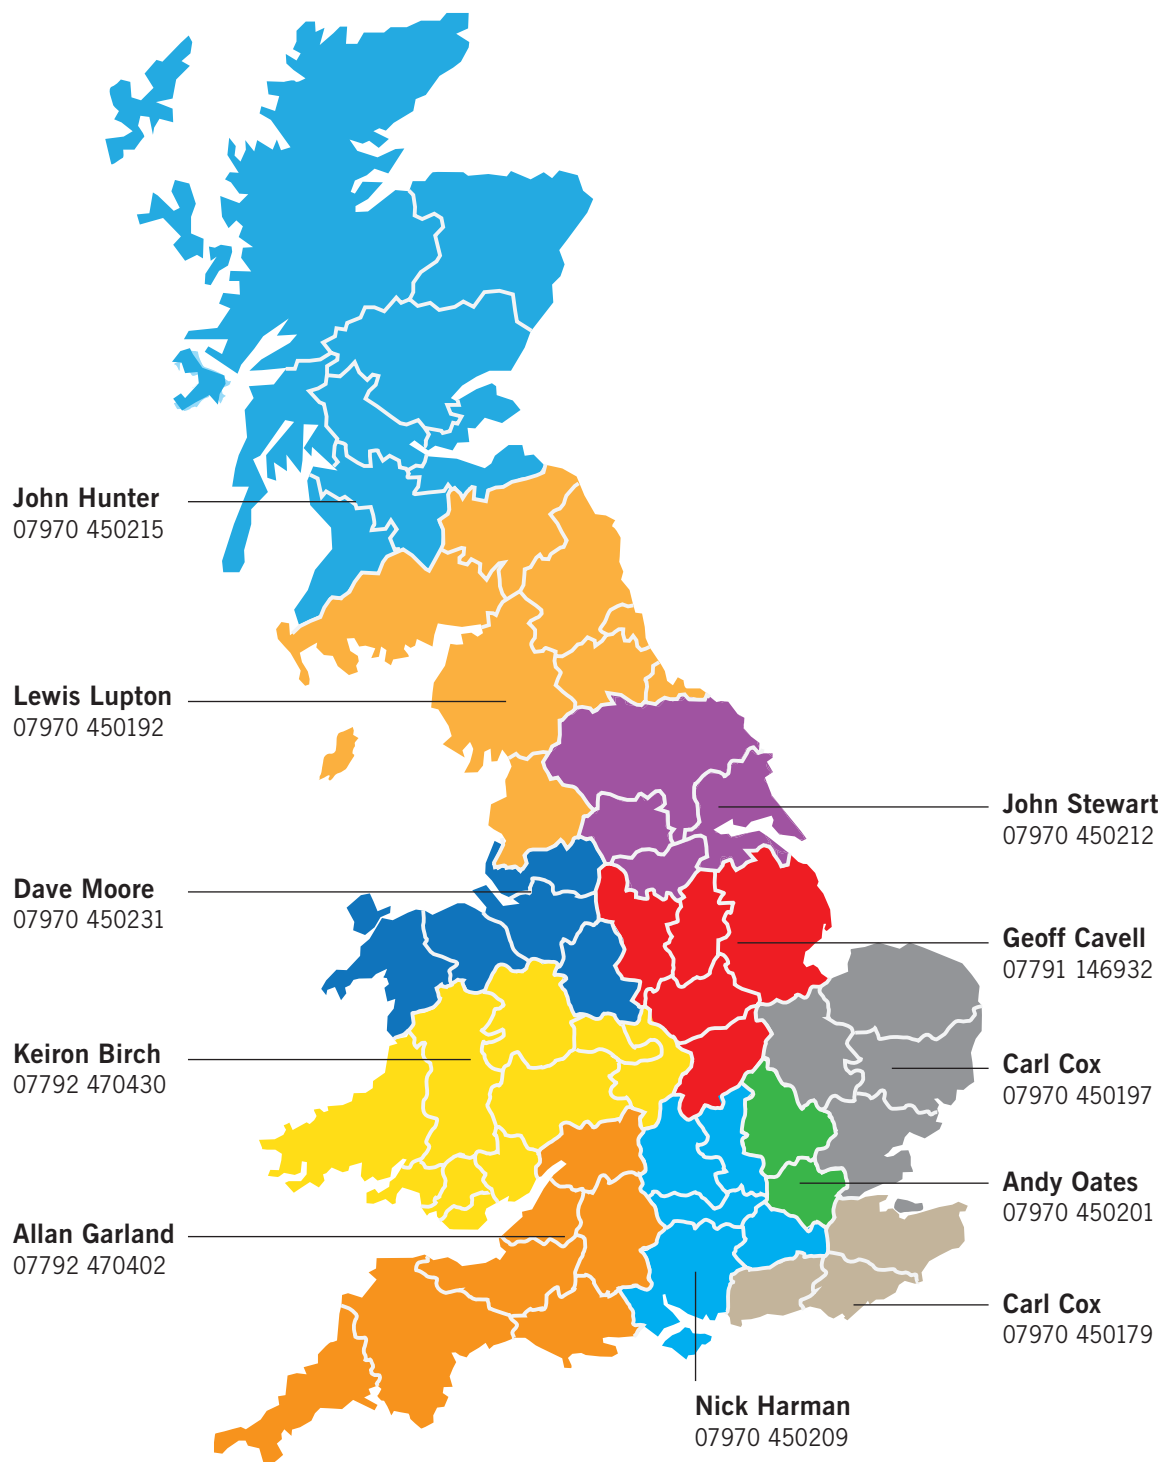 John Hunter
07970 450215
Lewis Lupton
07970 450192
John Stewart
07970 450212
Dave Moore
07970 450231
Geoff Cavell
07791 146932
Keiron Birch
07792 470430
Carl Cox
07970 450197
Andy Oates
07970 450201
Allan Garland
07792 470402
Carl Cox
07970 450179
Nick Harman
07970 450209